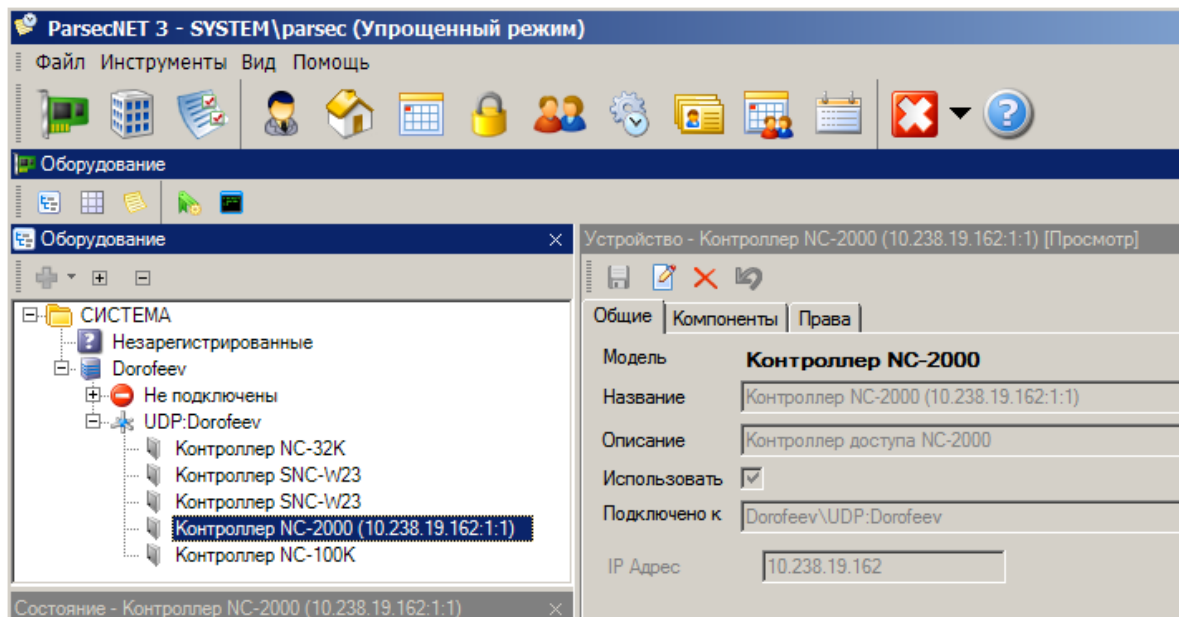 ParsecNET 3 - SYSTEM\parsec (Упрощенный режим)
Файл Инструменты Вид Помощь
Оборудование
Оборудование
Устройство - Контроллер NC-2000 (10.238.19.162:1:1) [Просмотр]
СИСТЕМА
Незарегистрированные
Dorofeev
Не подключены
UDP:Dorofeev
Контроллер NC-32K
Контроллер SNC-W23
Контроллер SNC-W23
Контроллер NC-2000 (10.238.19.162:1:1)
Контроллер NC-100K
Состояние - Контроллер NC-2000 (10.238.19.162:1:1)
Общие Компоненты Права
Модель Контроллер NC-2000
Название Контроллер NC-2000 (10.238.19.162:1:1)
Описание Контроллер доступа NC-2000
Использовать
Подключено к Dorofeev\UDP:Dorofeev
IP Адрес 10.238.19.162